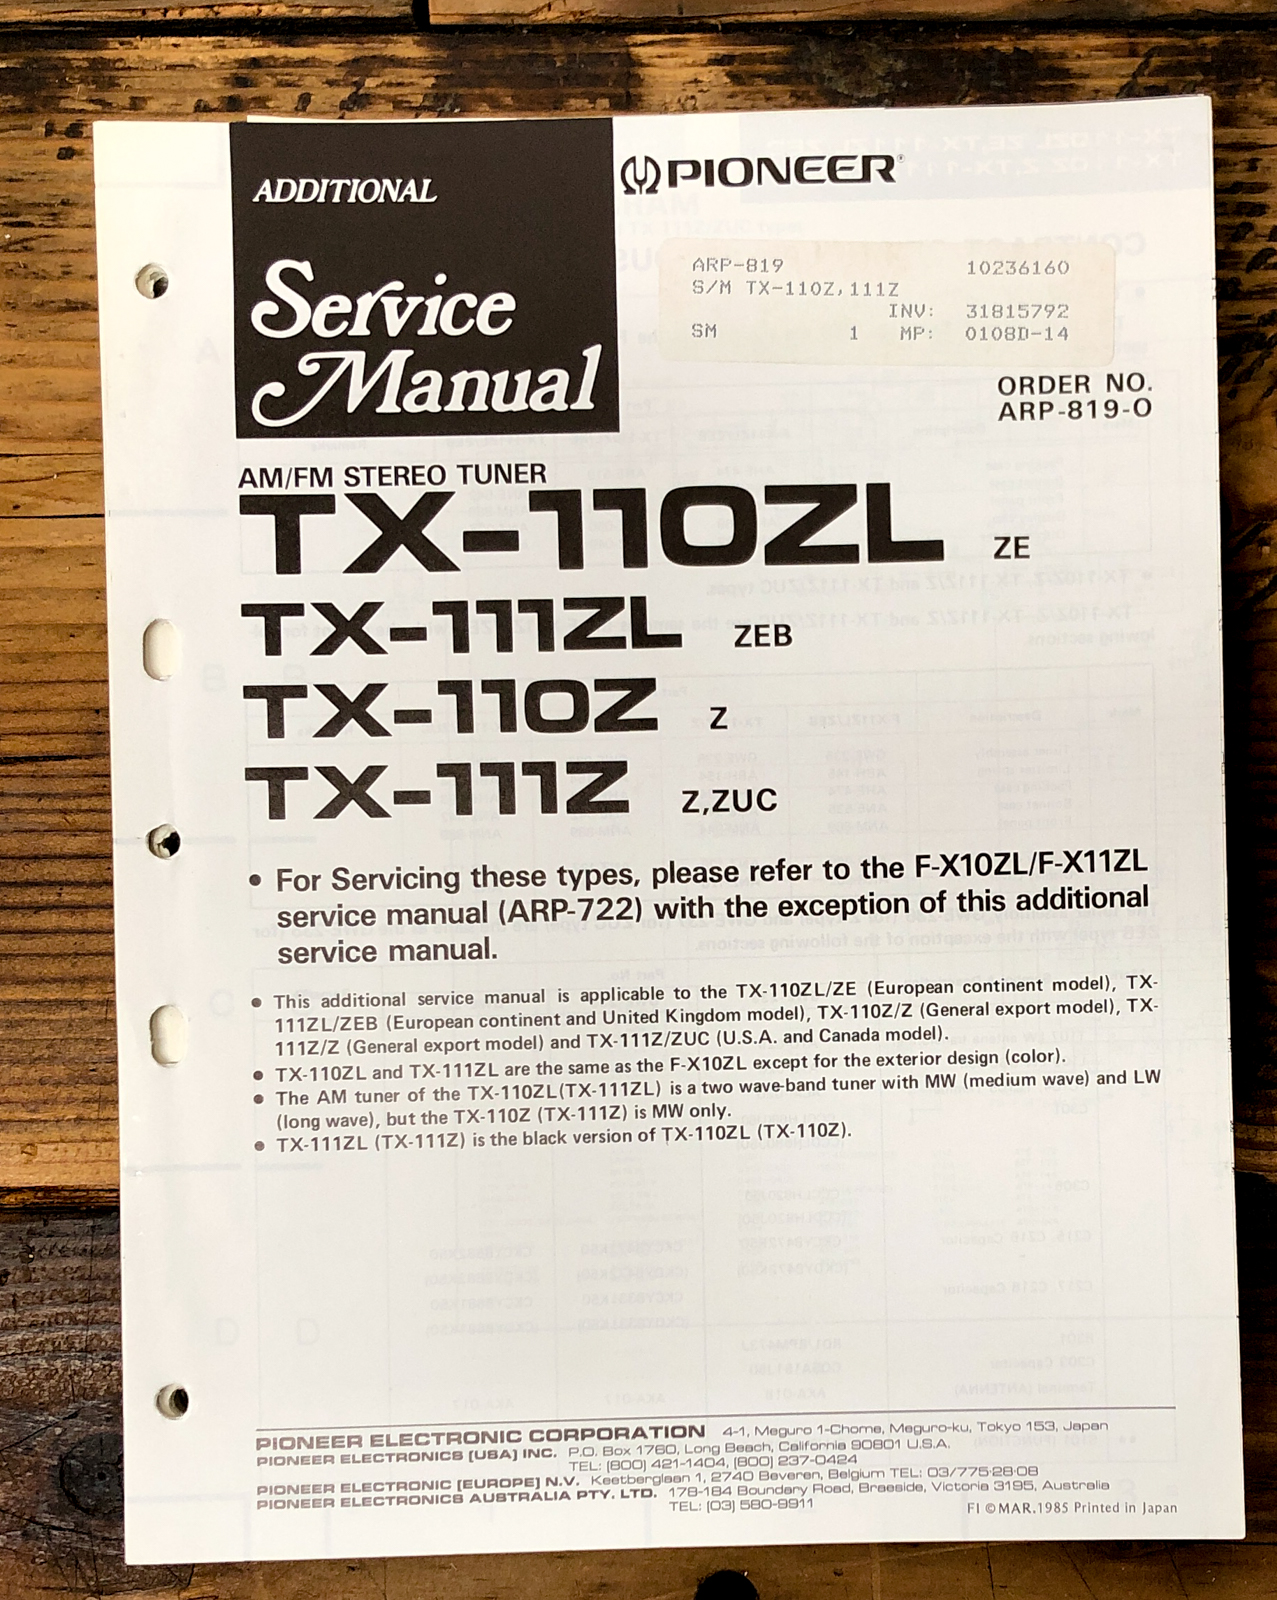 ADDITIONAL
Service
Manual
PIONEER®
ARP-819 10236160
S/M TX-110Z,111Z
INV: 31815792
SM 1 MP: 0108D-14
ORDER NO.
ARP-819-0
AM/FM STEREO TUNER
TX-110ZL ZE
TX-111ZL ZEB
TX-110Z Z
TX-111Z Z,ZUC
• For Servicing these types, please refer to the F-X10ZL/F-X11ZL
service manual (ARP-722) with the exception of this additional
service manual.
• This additional service manual is applicable to the TX-110ZL/ZE (European continent model), TX-
111ZL/ZEB (European continent and United Kingdom model), TX-110Z/Z (General export model), TX-
111Z/Z (General export model) and TX-111Z/ZUC (U.S.A. and Canada model).
• TX-110ZL and TX-111ZL are the same as the F-X10ZL except for the exterior design (color).
• The AM tuner of the TX-110ZL(TX-111ZL) is a two wave-band tuner with MW (medium wave) and LW
(long wave), but the TX-110Z (TX-111Z) is MW only.
• TX-111ZL (TX-111Z) is the black version of TX-110ZL (TX-110Z).
PIONEER ELECTRONIC CORPORATION 4-1, Meguro 1-Chome, Meguro-ku, Tokyo 153, Japan
PIONEER ELECTRONICS [USA] INC. P.O. Box 1760, Long Beach, California 90801 U.S.A.
TEL: (800) 421-1404, (800) 237-0424
PIONEER ELECTRONIC [EUROPE] N.V. Keetberglaan 1, 2740 Beveren, Belgium TEL: 03/775·28·08
PIONEER ELECTRONICS AUSTRALIA PTY. LTD. 178-184 Boundary Road, Braeside, Victoria 3195, Australia
TEL: (03) 580-9911
FI ©MAR.1985 Printed in Japan